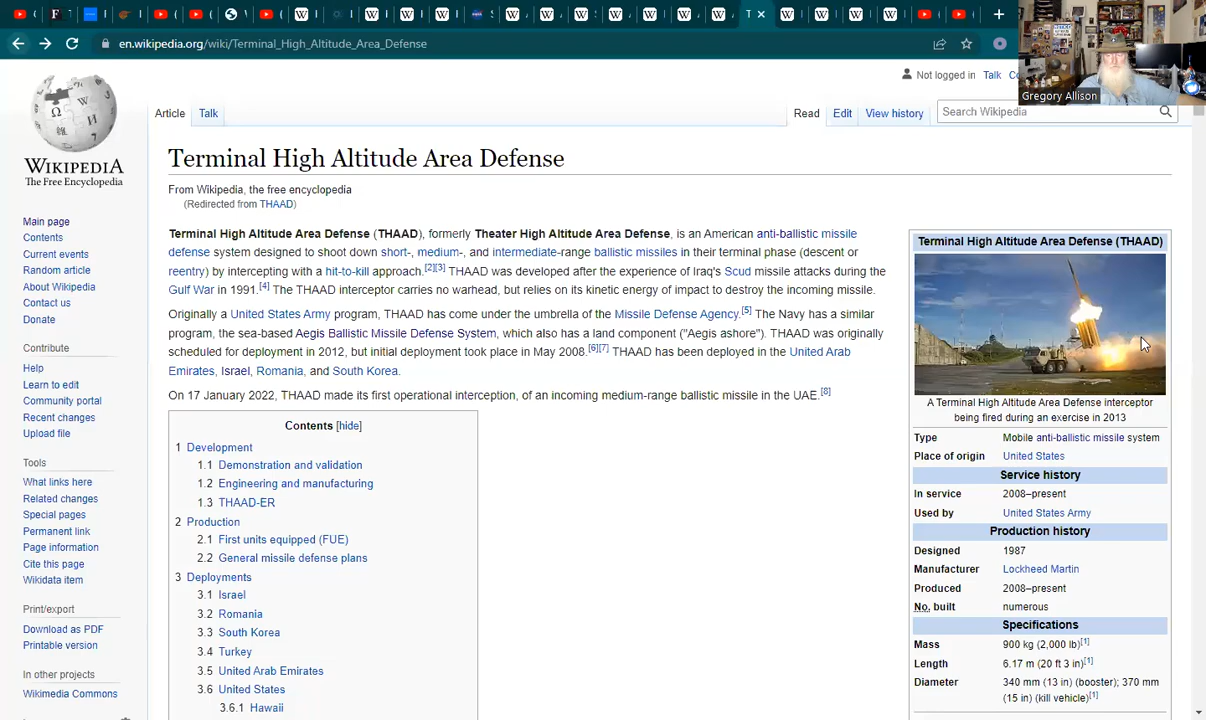 en.wikipedia.org/wiki/Terminal_High_Altitude_Area_Defense
Gregory Allison
Not logged in Talk
Article Talk Read Edit View history Search Wikipedia
WIKIPEDIA
The Free Encyclopedia
Main page
Contents
Current events
Random article
About Wikipedia
Contact us
Donate
Contribute
Help
Learn to edit
Community portal
Recent changes
Upload file
Tools
What links here
Related changes
Special pages
Permanent link
Page information
Cite this page
Wikidata item
Print/export
Download as PDF
Printable version
In other projects
Wikimedia Commons
Terminal High Altitude Area Defense
From Wikipedia, the free encyclopedia
(Redirected from THAAD)
Terminal High Altitude Area Defense (THAAD), formerly Theater High Altitude Area Defense, is an American anti-ballistic missile
defense system designed to shoot down short-, medium-, and intermediate-range ballistic missiles in their terminal phase (descent or
reentry) by intercepting with a hit-to-kill approach.[2][3] THAAD was developed after the experience of Iraq's Scud missile attacks during the
Gulf War in 1991.[4] The THAAD interceptor carries no warhead, but relies on its kinetic energy of impact to destroy the incoming missile.
Originally a United States Army program, THAAD has come under the umbrella of the Missile Defense Agency.[5] The Navy has a similar
program, the sea-based Aegis Ballistic Missile Defense System, which also has a land component ("Aegis ashore"). THAAD was originally
scheduled for deployment in 2012, but initial deployment took place in May 2008.[6][7] THAAD has been deployed in the United Arab
Emirates, Israel, Romania, and South Korea.
On 17 January 2022, THAAD made its first operational interception, of an incoming medium-range ballistic missile in the UAE.[8]
Contents [hide]
1 Development
1.1 Demonstration and validation
1.2 Engineering and manufacturing
1.3 THAAD-ER
2 Production
2.1 First units equipped (FUE)
2.2 General missile defense plans
3 Deployments
3.1 Israel
3.2 Romania
3.3 South Korea
3.4 Turkey
3.5 United Arab Emirates
3.6 United States
3.6.1 Hawaii
Terminal High Altitude Area Defense (THAAD)
A Terminal High Altitude Area Defense interceptor
being fired during an exercise in 2013
Type Mobile anti-ballistic missile system
Place of origin United States
Service history
In service 2008–present
Used by United States Army
Production history
Designed 1987
Manufacturer Lockheed Martin
Produced 2008–present
No. built numerous
Specifications
Mass 900 kg (2,000 lb)[1]
Length 6.17 m (20 ft 3 in)[1]
Diameter 340 mm (13 in) (booster); 370 mm
(15 in) (kill vehicle)[1]